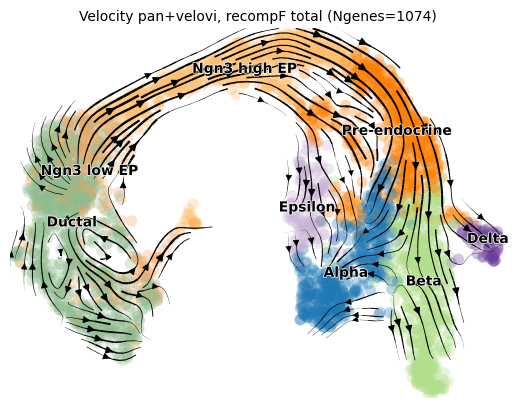 Velocity pan+velovi, recompF total (Ngenes=1074)
Ngn3 high EP
Pre-endocrine
Ngn3 low EP
Epsilon
Ductal
Delta
Alpha
Beta